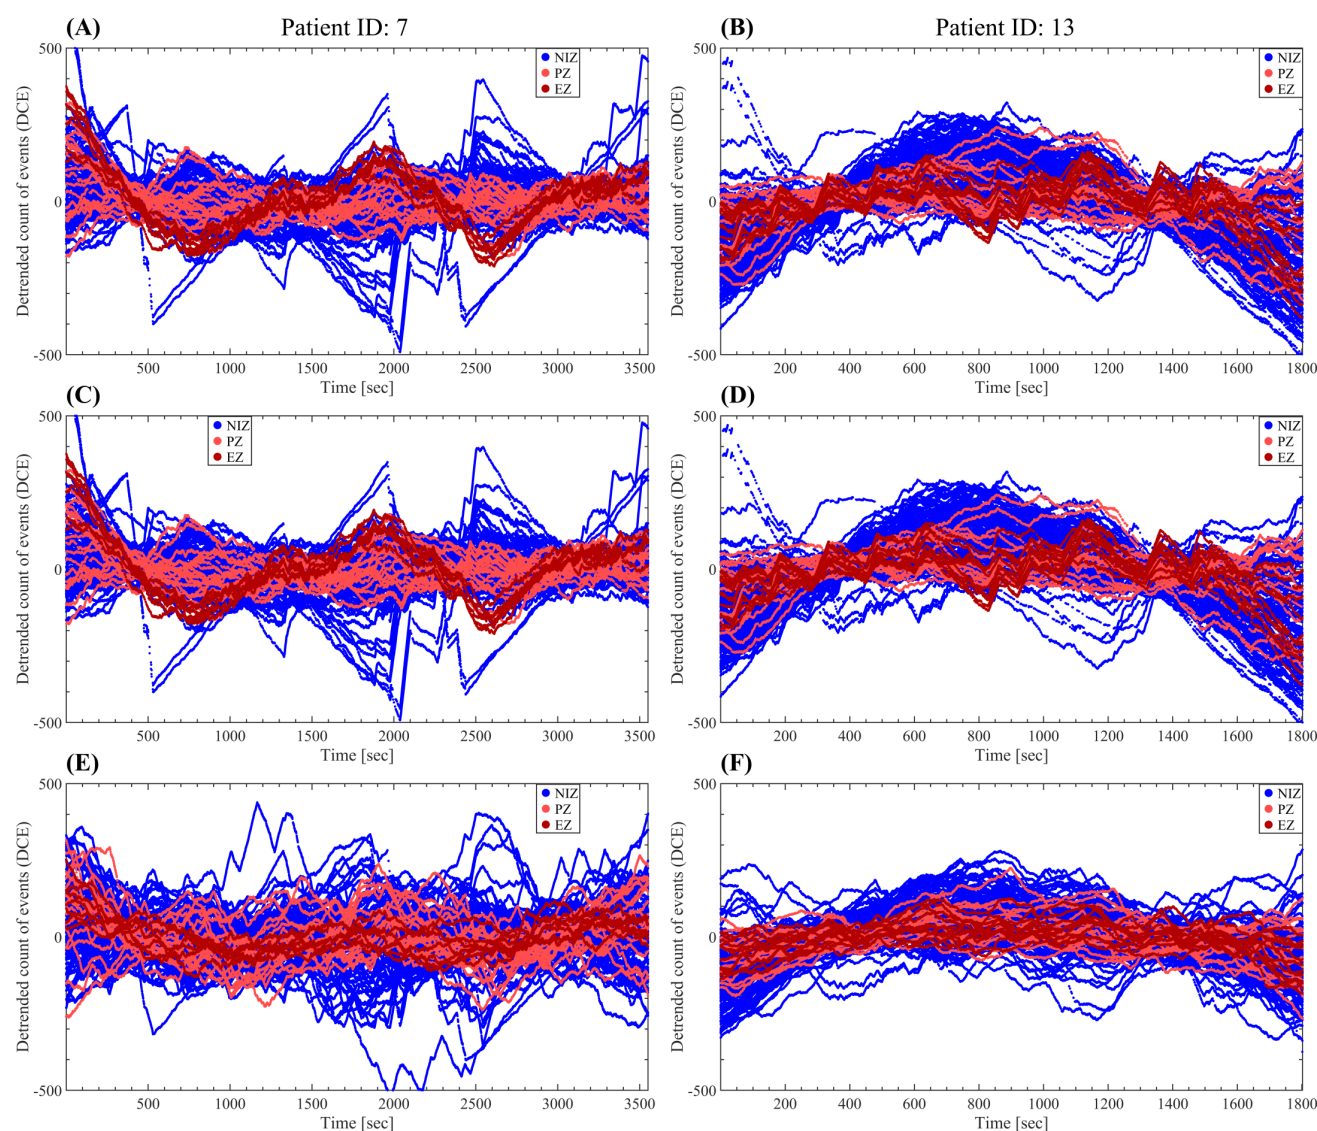 (A) Patient ID: 7
500
0
-500
Detrended count of events (DCE)
NIZ
PZ
EZ
500 1000 1500 2000 2500 3000 3500
Time [sec]
(B) Patient ID: 13
500
0
-500
Detrended count of events (DCE)
NIZ
PZ
EZ
200 400 600 800 1000 1200 1400 1600 1800
Time [sec]
(C)
500
0
-500
Detrended count of events (DCE)
NIZ
PZ
EZ
500 1000 1500 2000 2500 3000 3500
Time [sec]
(D)
500
0
-500
Detrended count of events (DCE)
NIZ
PZ
EZ
200 400 600 800 1000 1200 1400 1600 1800
Time [sec]
(E)
500
0
-500
Detrended count of events (DCE)
NIZ
PZ
EZ
500 1000 1500 2000 2500 3000 3500
Time [sec]
(F)
500
0
-500
Detrended count of events (DCE)
NIZ
PZ
EZ
200 400 600 800 1000 1200 1400 1600 1800
Time [sec]